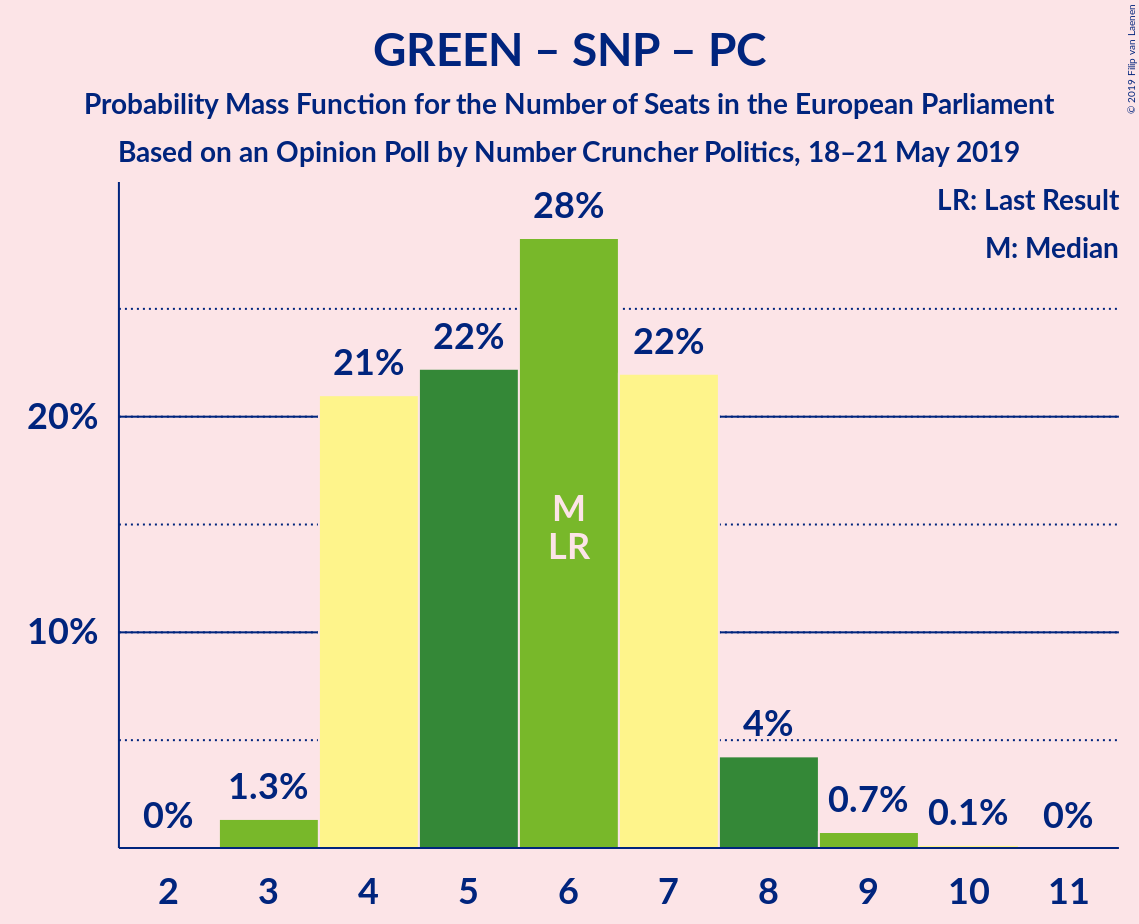 GREEN – SNP – PC
Probability Mass Function for the Number of Seats in the European Parliament
Based on an Opinion Poll by Number Cruncher Politics, 18–21 May 2019
© 2019 Filip van Laenen
LR: Last Result
M: Median
28%
22%
22%
21%
20%
M
LR
10%
4%
1.3%
0.7%
0.1%
0%
0%
2 3 4 5 6 7 8 9 10 11